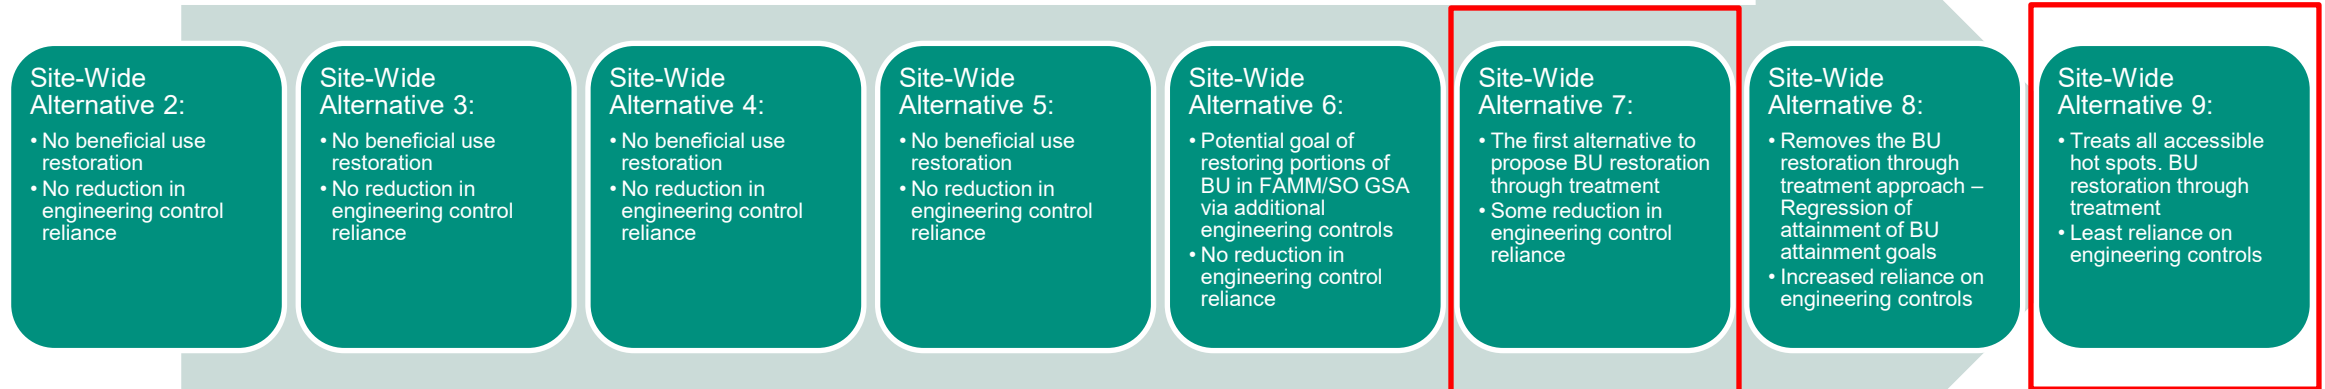 Site-Wide
Alternative 2:
• No beneficial use
restoration
• No reduction in
engineering control
reliance
Site-Wide
Alternative 3:
• No beneficial use
restoration
• No reduction in
engineering control
reliance
Site-Wide
Alternative 4:
• No beneficial use
restoration
• No reduction in
engineering control
reliance
Site-Wide
Alternative 5:
• No beneficial use
restoration
• No reduction in
engineering control
reliance
Site-Wide
Alternative 6:
• Potential goal of
restoring portions of
BU in FAMM/SO GSA
via additional
engineering controls
• No reduction in
engineering control
reliance
Site-Wide
Alternative 7:
• The first alternative to
propose BU restoration
through treatment
• Some reduction in
engineering control
reliance
Site-Wide
Alternative 8:
• Removes the BU
restoration through
treatment approach –
Regression of
attainment of BU
attainment goals
• Increased reliance on
engineering controls
Site-Wide
Alternative 9:
• Treats all accessible
hot spots. BU
restoration through
treatment
• Least reliance on
engineering controls